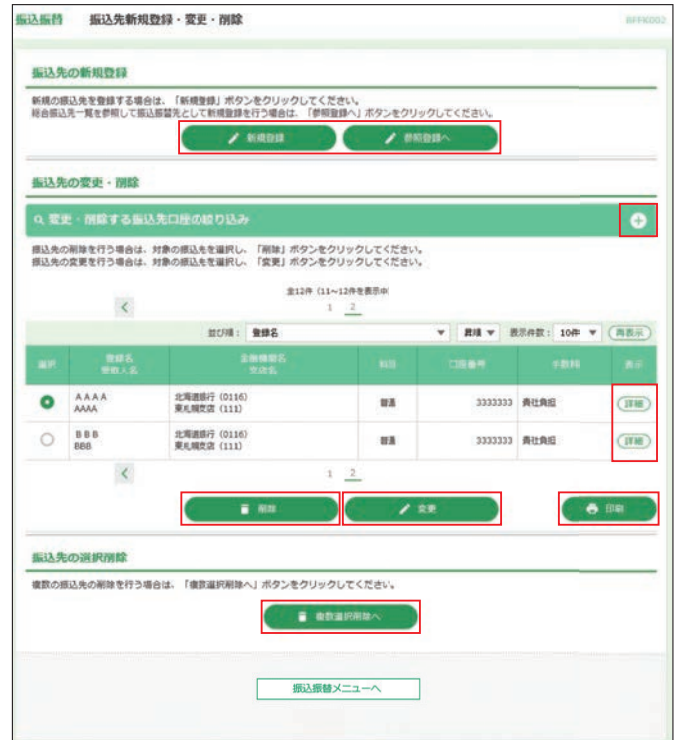 振込振替 振込先新規登録・変更・削除 BFFK002
振込先の新規登録
新規の振込先を登録する場合は、「新規登録」ボタンをクリックしてください。
総合振込先一覧を参照して振込振替先として新規登録を行う場合は、「参照登録へ」ボタンをクリックしてください。
新規登録 参照登録へ
振込先の変更・削除
変更・削除する振込先口座の絞り込み
振込先の削除を行う場合は、対象の振込先を選択し、「削除」ボタンをクリックしてください。
振込先の変更を行う場合は、対象の振込先を選択し、「変更」ボタンをクリックしてください。
全12件 (11~12件を表示中
< 1 2
並び順: 登録名 ▼ 昇順 ▼ 表示件数: 10件 ▼ 再表示
選択 登録名 金融機関名 科目 口座番号 手数料 表示
受取人名 支店名
AAAA 北海道銀行 (0116) 普通 3333333 貴社負担 詳細
AAAA 東札幌支店 (111)
BBB 北海道銀行 (0116) 普通 3333333 貴社負担 詳細
BBB 東札幌支店 (111)
< 1 2
削除 変更 印刷
振込先の選択削除
複数の振込先の削除を行う場合は、「複数選択削除へ」ボタンをクリックしてください。
複数選択削除へ
振込振替メニューへ